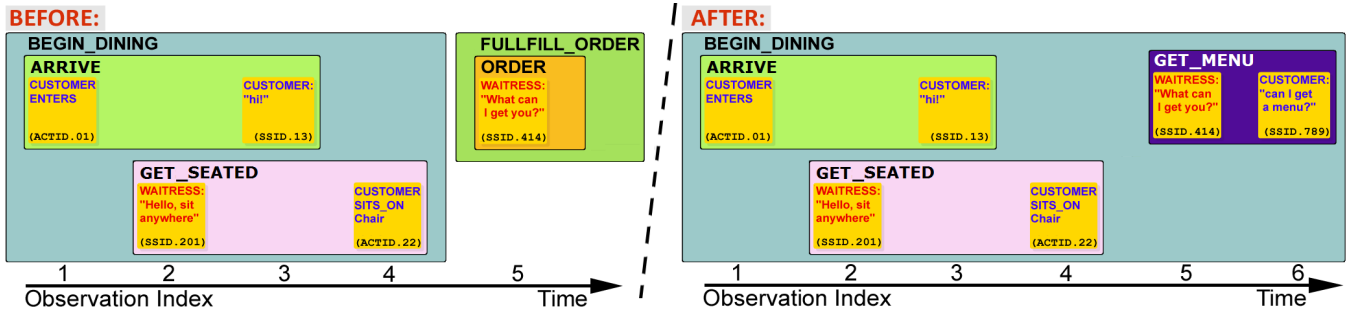 BEFORE:
BEGIN_DINING
ARRIVE
CUSTOMER
ENTERS
(ACTID.01)
CUSTOMER:
"hi!"
(SSID.13)
GET_SEATED
WAITRESS:
"Hello, sit
anywhere"
(SSID.201)
CUSTOMER
SITS_ON
Chair
(ACTID.22)
FULLFILL_ORDER
ORDER
WAITRESS:
"What can
I get you?"
(SSID.414)
1 2 3 4 5
Observation Index Time
AFTER:
BEGIN_DINING
ARRIVE
CUSTOMER
ENTERS
(ACTID.01)
CUSTOMER:
"hi!"
(SSID.13)
GET_SEATED
WAITRESS:
"Hello, sit
anywhere"
(SSID.201)
CUSTOMER
SITS_ON
Chair
(ACTID.22)
GET_MENU
WAITRESS:
"What can
I get you?"
(SSID.414)
CUSTOMER:
"can I get
a menu?"
(SSID.789)
1 2 3 4 5 6
Observation Index Time